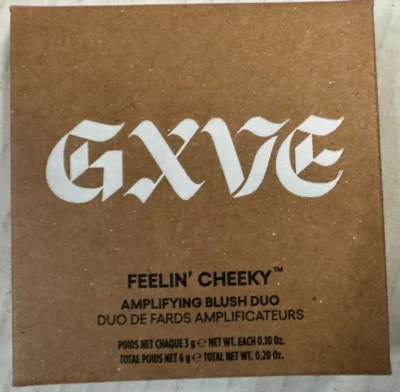 GXVE
FEELIN' CHEEKY™
AMPLIFYING BLUSH DUO
DUO DE FARDS AMPLIFICATEURS
POIDS NET CHAQUE 3 g ℮ NET WT. EACH 0.10 Oz.
TOTAL POIDS NET 6 g ℮ TOTAL NET WT. 0.20 Oz.